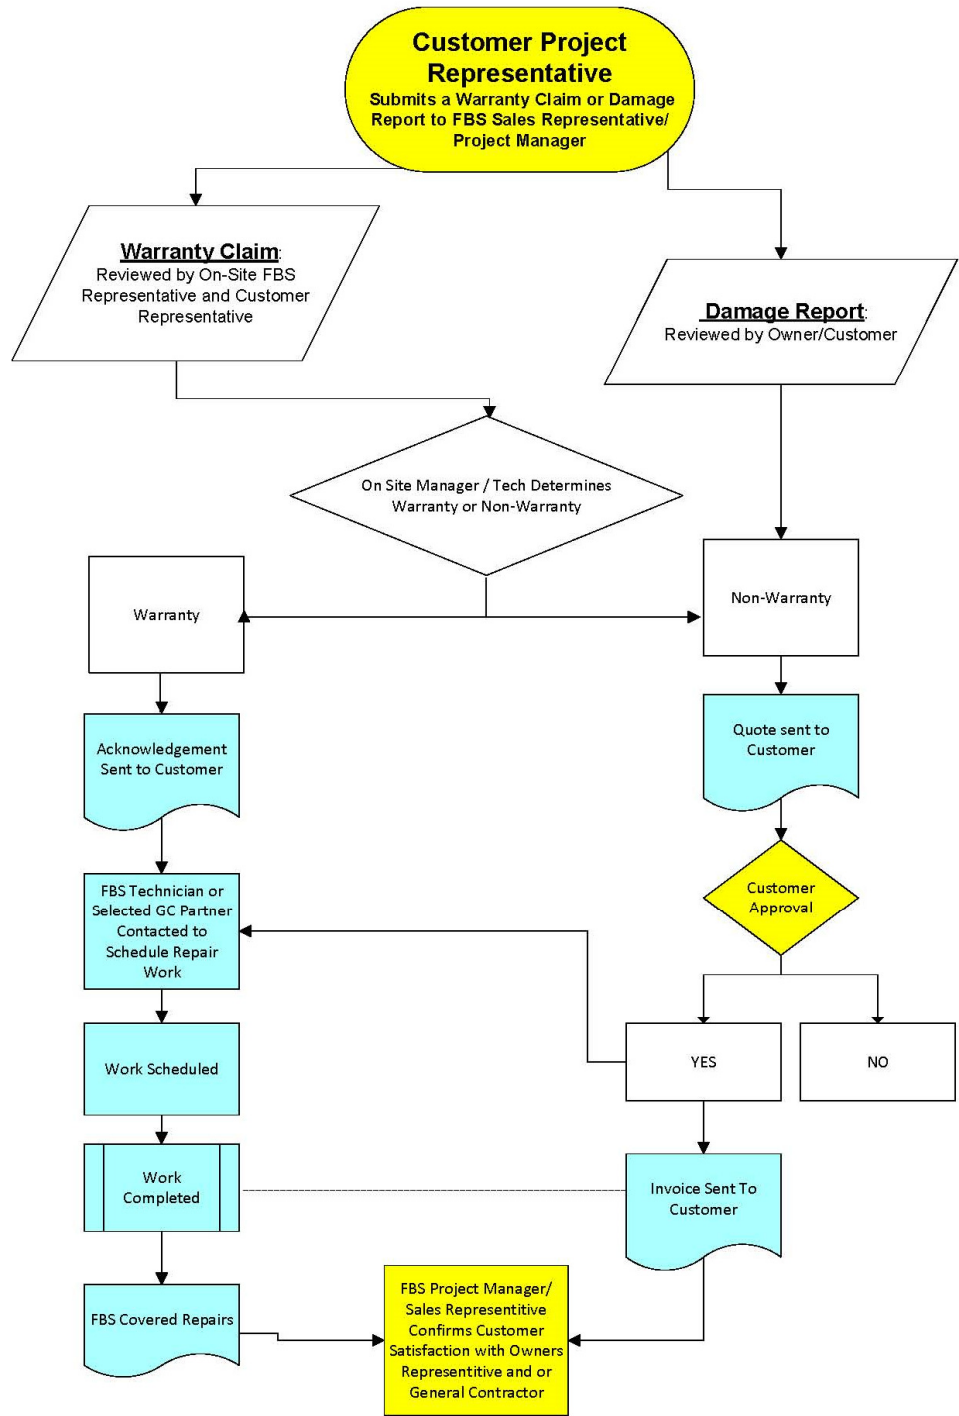 Customer Project
Representative
Submits a Warranty Claim or Damage
Report to FBS Sales Representative/
Project Manager
Warranty Claim:
Reviewed by On-Site FBS
Representative and Customer
Representative
Damage Report:
Reviewed by Owner/Customer
On Site Manager / Tech Determines
Warranty or Non-Warranty
Warranty
Non-Warranty
Acknowledgement
Sent to Customer
Quote sent to
Customer
FBS Technician or
Selected GC Partner
Contacted to
Schedule Repair
Work
Customer
Approval
Work Scheduled
YES
NO
Work
Completed
Invoice Sent To
Customer
FBS Covered Repairs
FBS Project Manager/
Sales Representitive
Confirms Customer
Satisfaction with Owners
Representitive and or
General Contractor